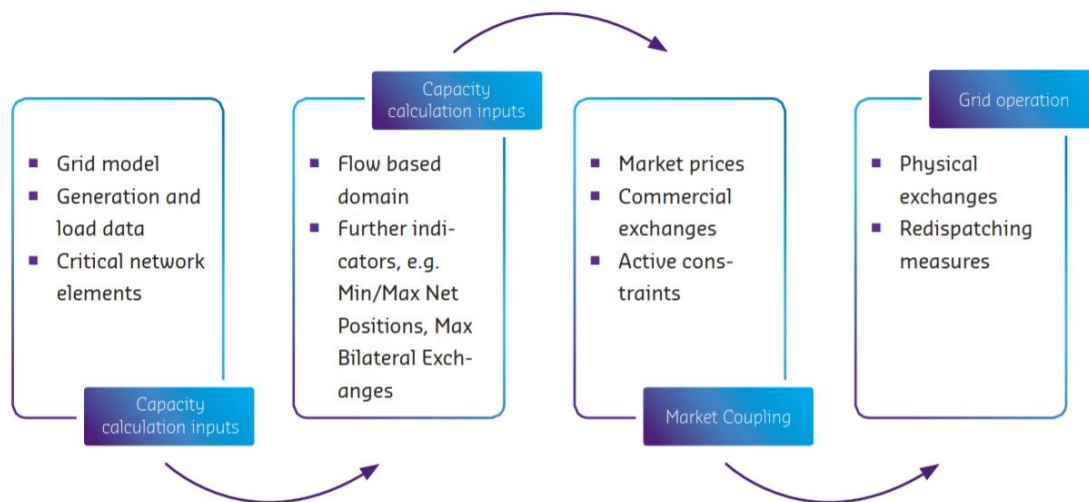 Grid model
Generation and
load data
Critical network
elements
Capacity
calculation inputs
Capacity
calculation inputs
Flow based
domain
Further indi-
cators, e.g.
Min/Max Net
Positions, Max
Bilateral Exch-
anges
Market prices
Commercial
exchanges
Active cons-
traints
Market Coupling
Grid operation
Physical
exchanges
Redispatching
measures